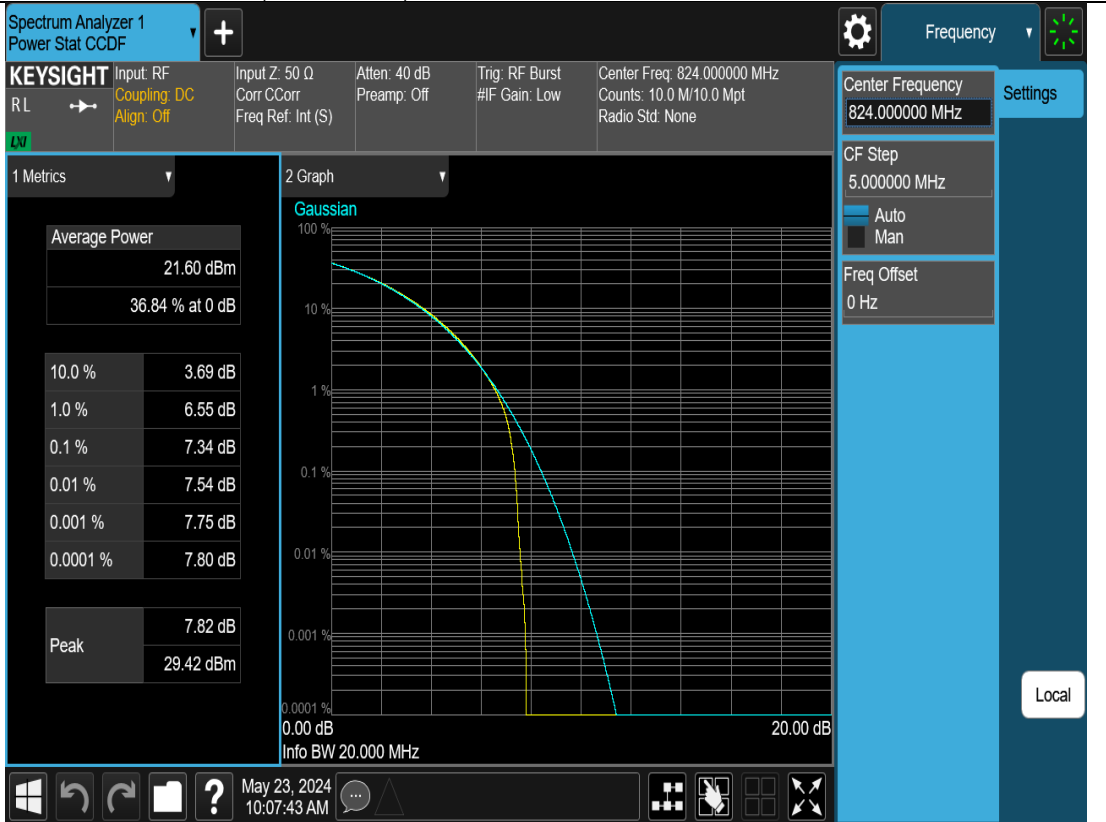 Spectrum Analyzer 1
Power Stat CCDF
+
Frequency
KEYSIGHT
R L
LXI
Input: RF
Coupling: DC
Align: Off
Input Z: 50 Ω
Corr CCorr
Freq Ref: Int (S)
Atten: 40 dB
Preamp: Off
Trig: RF Burst
#IF Gain: Low
Center Freq: 824.000000 MHz
Counts: 10.0 M/10.0 Mpt
Radio Std: None
Center Frequency
824.000000 MHz
CF Step
5.000000 MHz
Auto
Man
Freq Offset
0 Hz
Settings
Local
1 Metrics
Average Power
21.60 dBm
36.84 % at 0 dB
10.0 % 3.69 dB
1.0 % 6.55 dB
0.1 % 7.34 dB
0.01 % 7.54 dB
0.001 % 7.75 dB
0.0001 % 7.80 dB
Peak
7.82 dB
29.42 dBm
2 Graph
Gaussian
100 %
10 %
1 %
0.1 %
0.01 %
0.001 %
0.0001 %
0.00 dB 20.00 dB
Info BW 20.000 MHz
?
May 23, 2024
10:07:43 AM